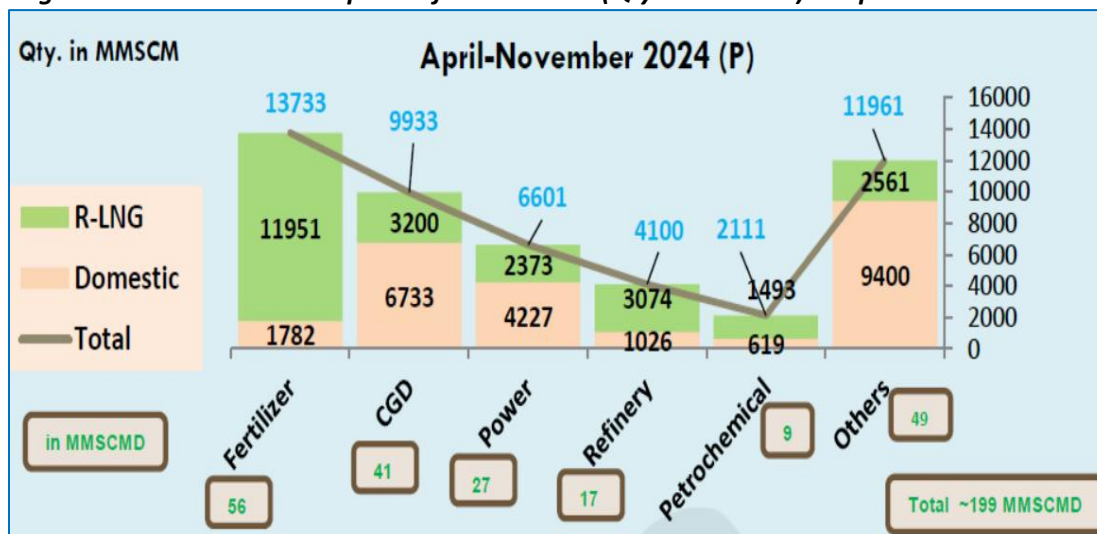 Qty. in MMSCM
April-November 2024 (P)
13733
9933
6601
4100
2111
11961
16000
14000
12000
10000
8000
6000
4000
2000
0
R-LNG
Domestic
Total
11951
3200
2373
3074
1493
2561
1782
6733
4227
1026
619
9400
Fertilizer
CGD
Power
Refinery
Petrochemical
Others
in MMSCMD
56
41
27
17
9
49
Total ~199 MMSCMD